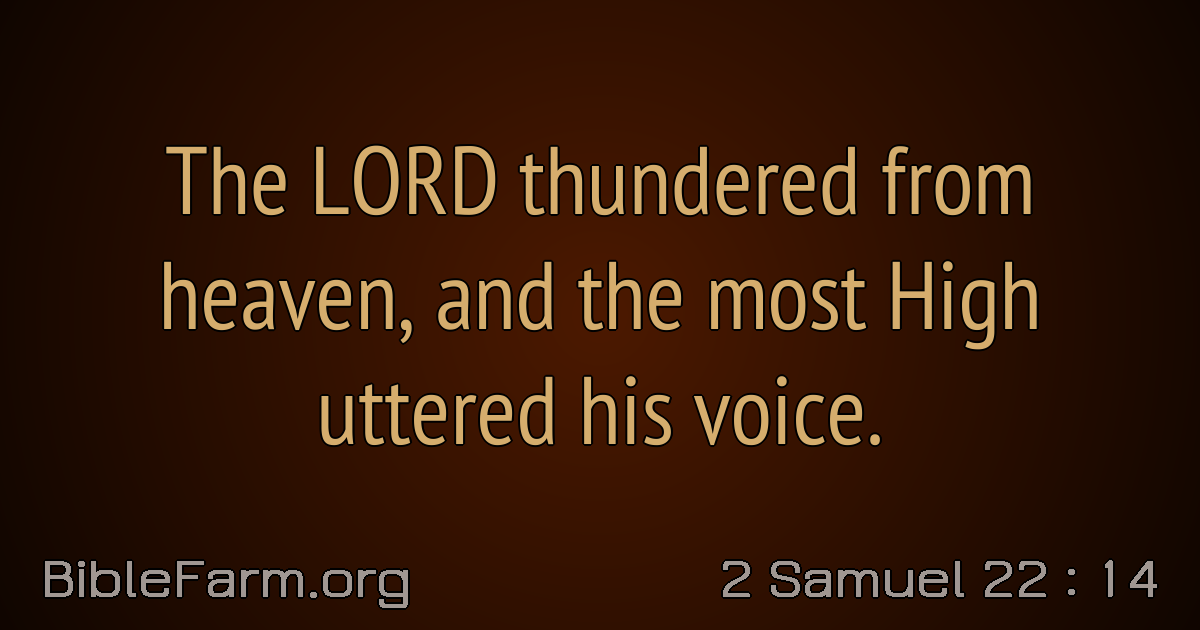 The LORD thundered from
heaven, and the most High
uttered his voice.
BibleFarm.org
2 Samuel 22 : 14